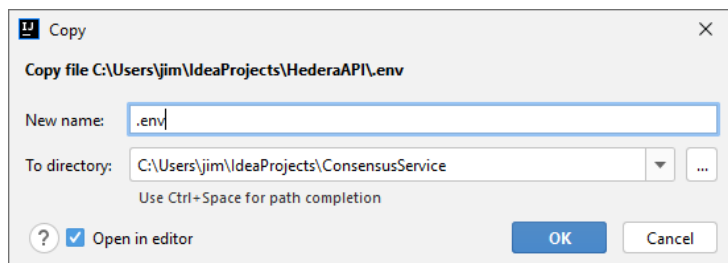 IJ Copy
Copy file C:\Users\jim\IdeaProjects\HederaAPI\.env
New name: .env
To directory: C:\Users\jim\IdeaProjects\ConsensusService ...
Use Ctrl+Space for path completion
? Open in editor OK Cancel